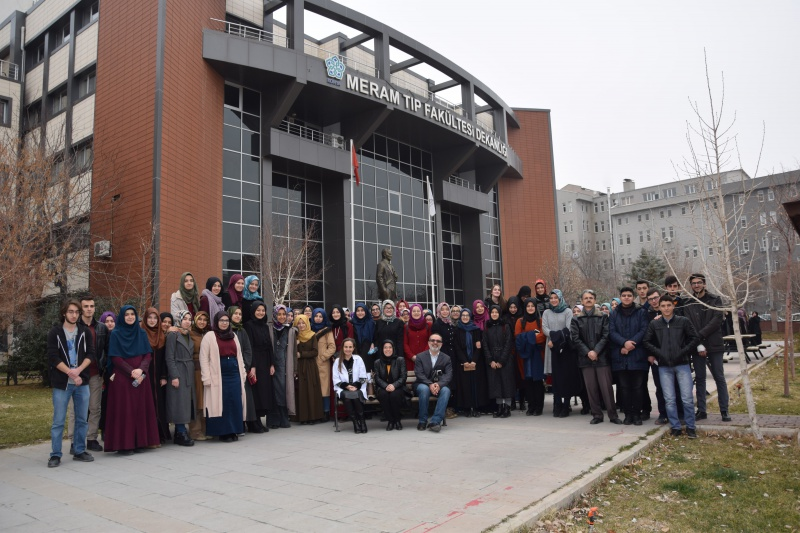 MERAM TIP FAKÜLTESİ DEKANLIĞI